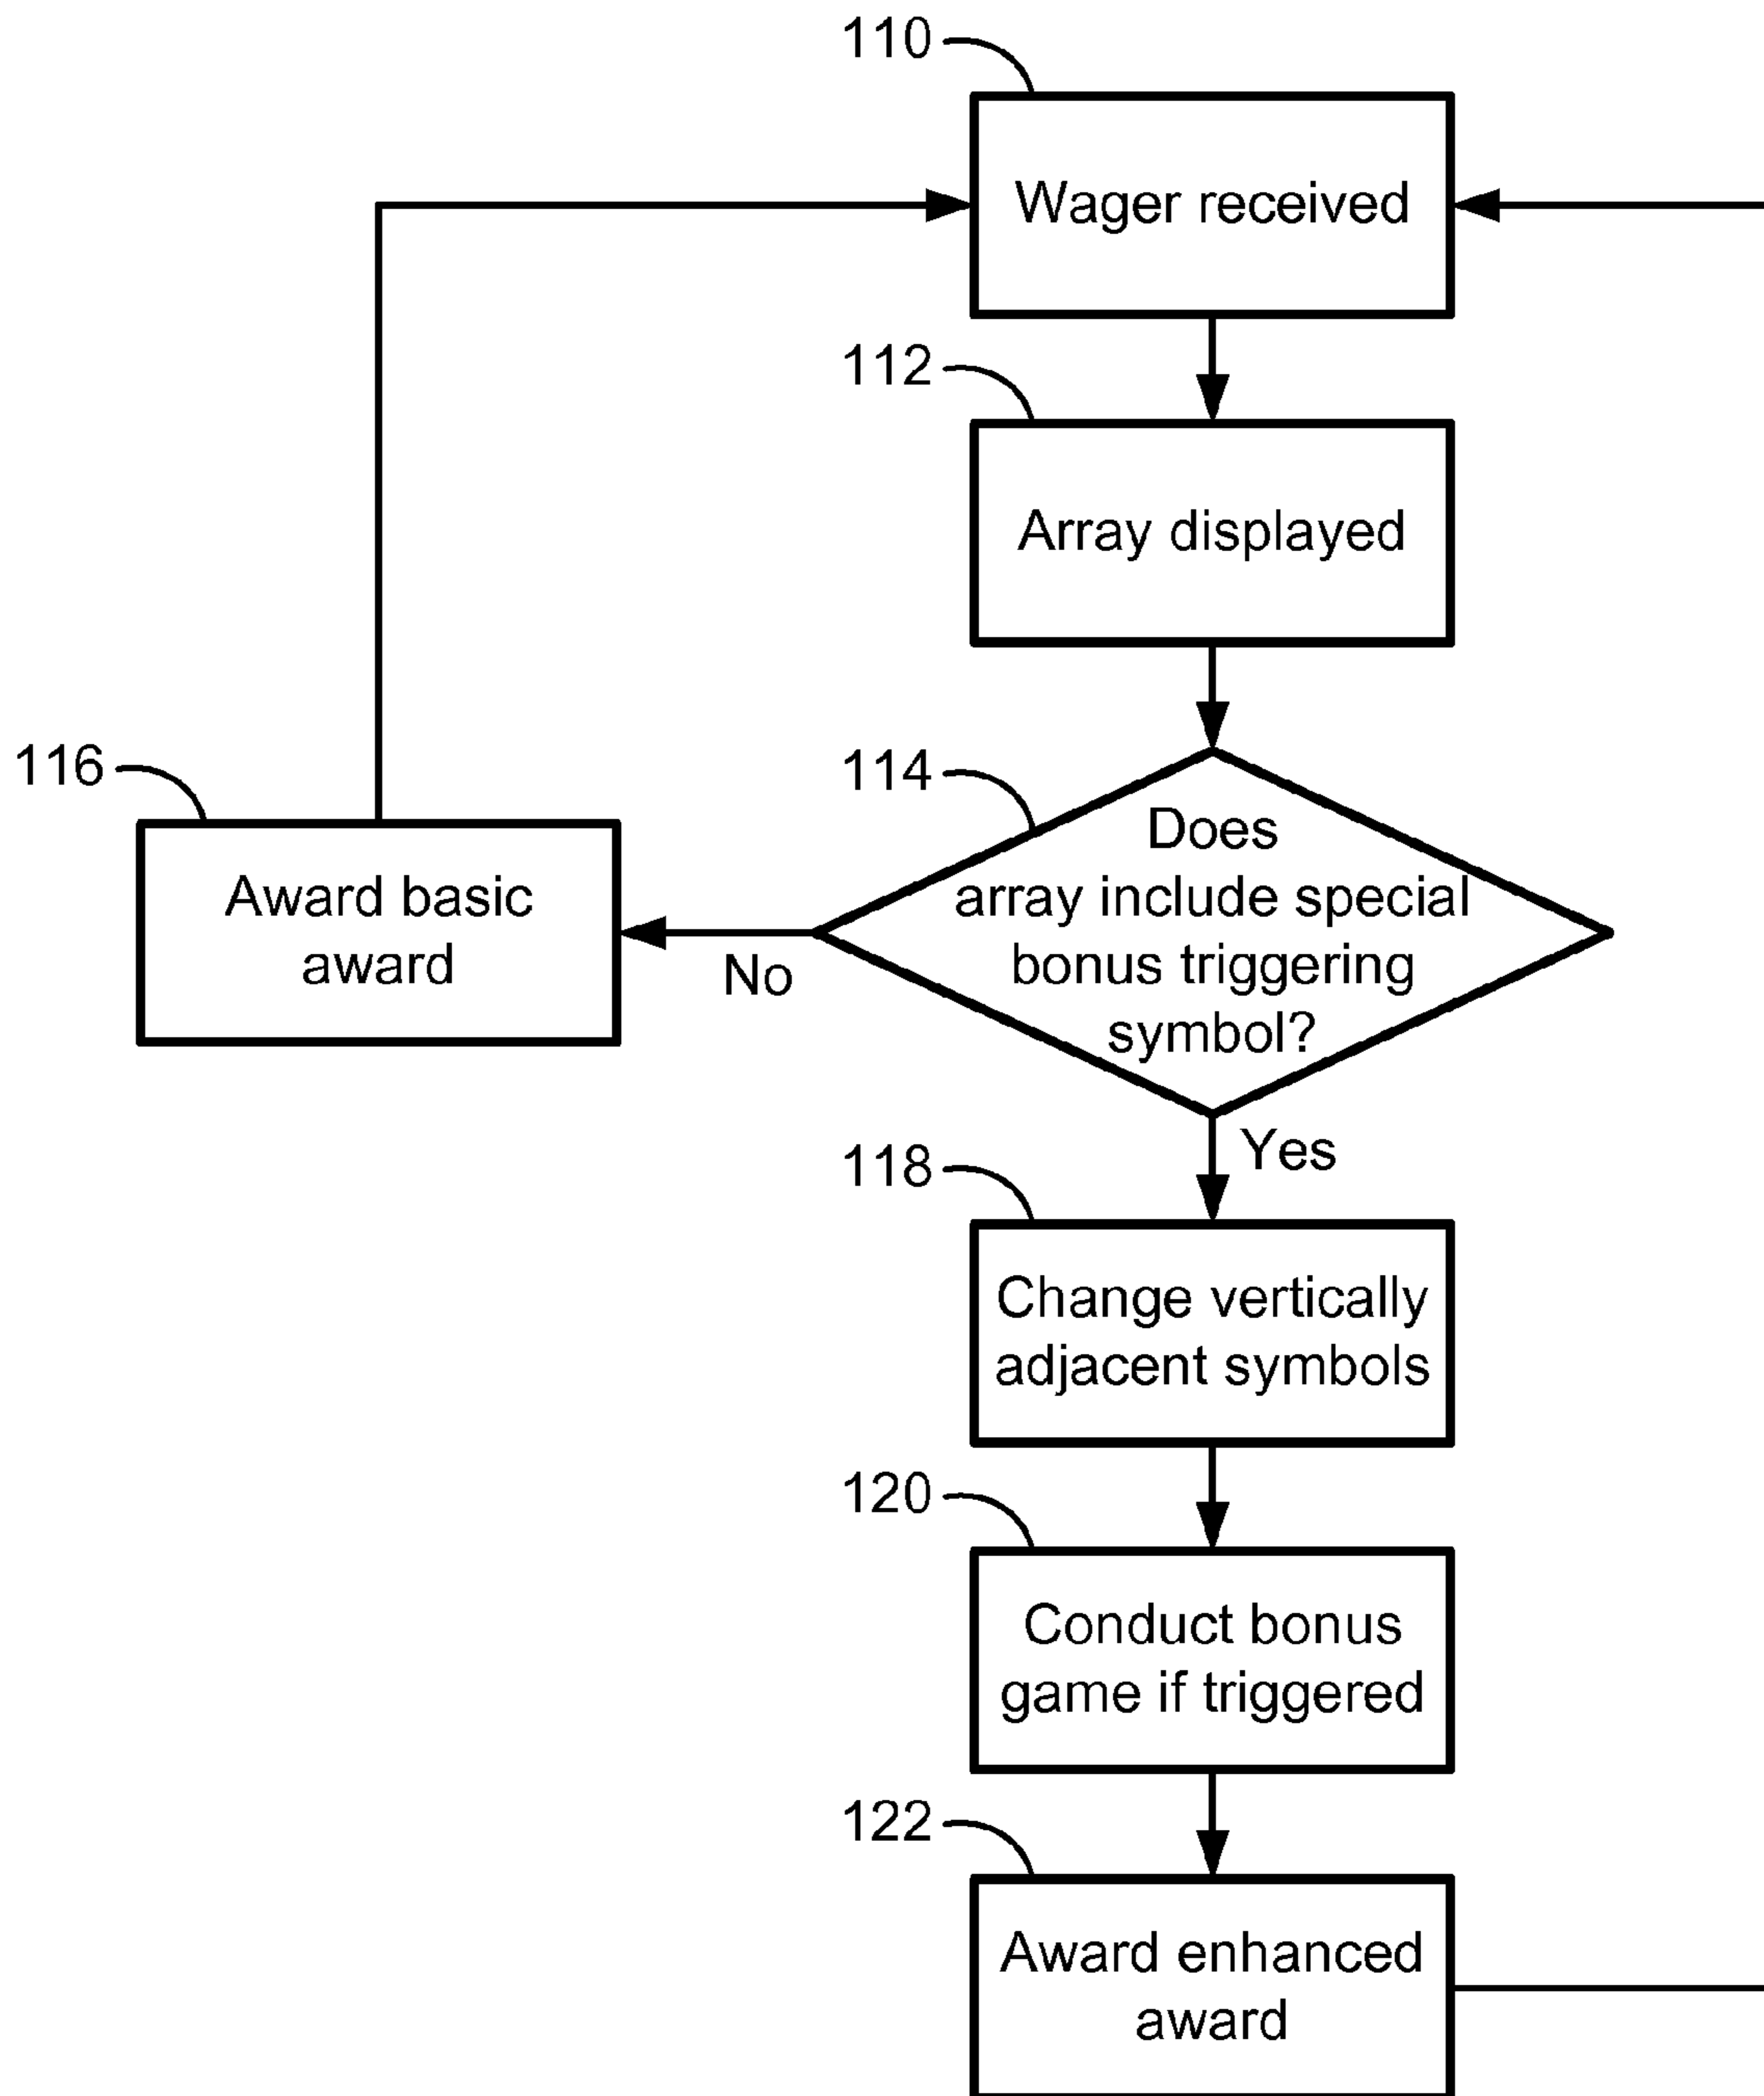 110
Wager received
112
Array displayed
114
Does
array include special
bonus triggering
symbol?
116
Award basic
award
No
Yes
118
Change vertically
adjacent symbols
120
Conduct bonus
game if triggered
122
Award enhanced
award